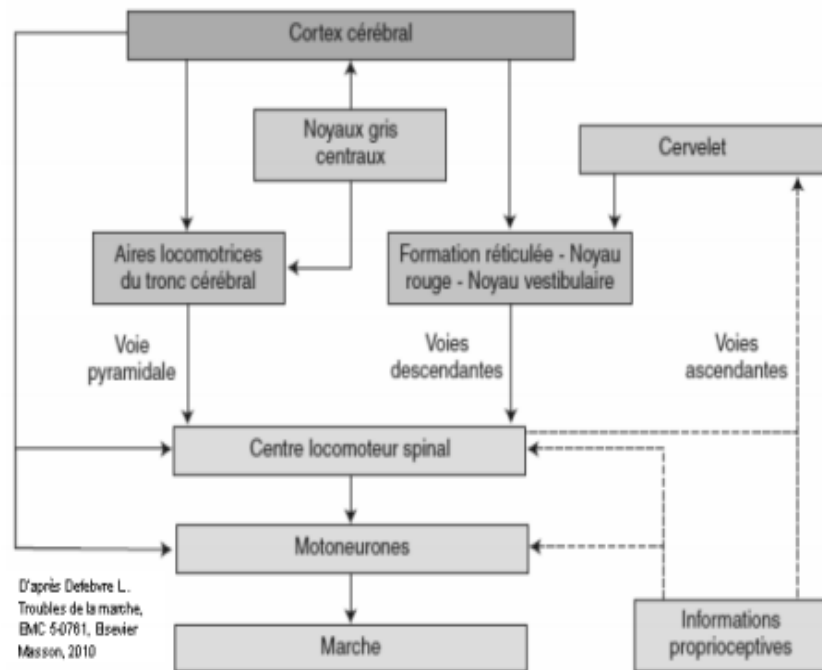 Cortex cérébral
Noyaux gris
centraux
Cervelet
Aires locomotrices
du tronc cérébral
Formation réticulée - Noyau
rouge - Noyau vestibulaire
Voie
pyramidale
Voies
descendantes
Voies
ascendantes
Centre locomoteur spinal
Motoneurones
D'après Defebvre L.
Troubles de la marche,
EMC 5-0761, Elsevier
Masson, 2010
Marche
Informations
proprioceptives